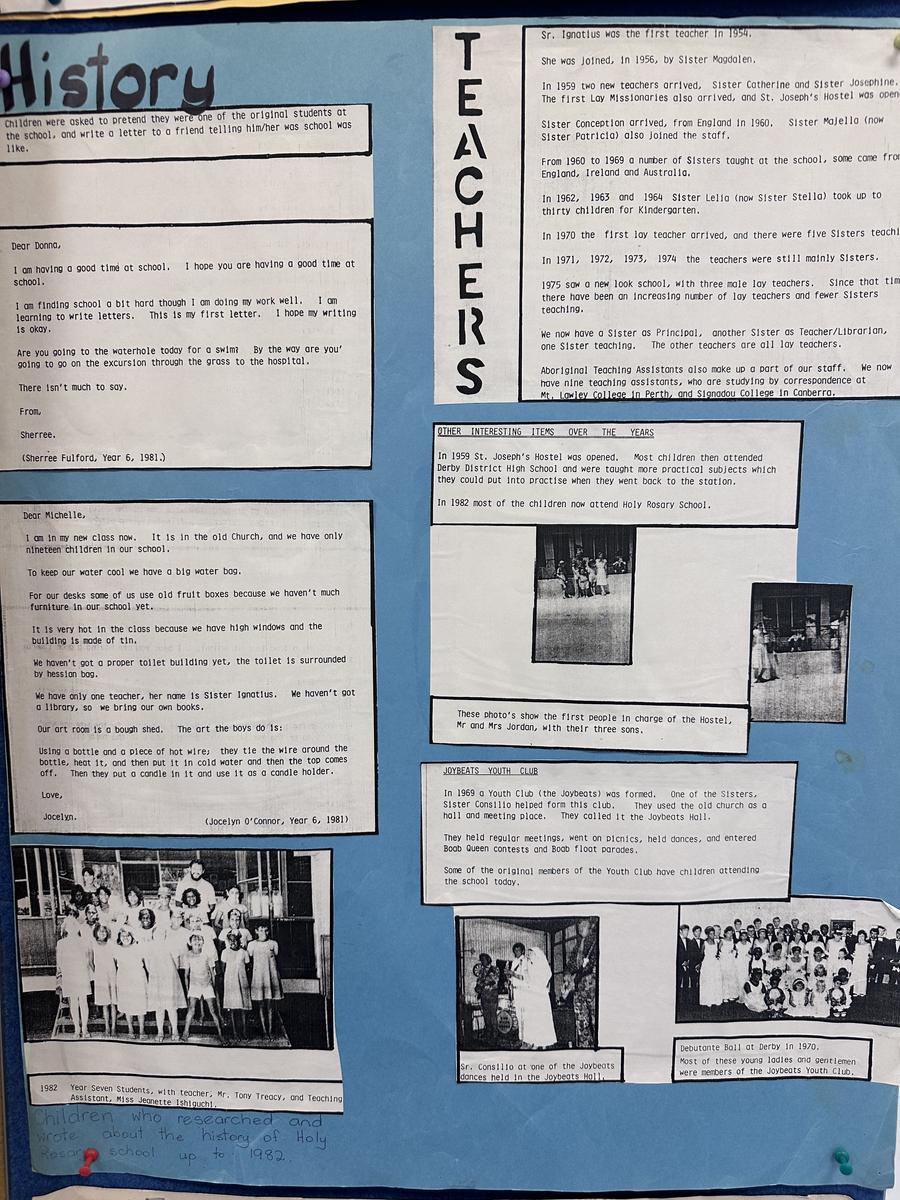 History
Children were asked to pretend they were one of the original students at
the school, and write a letter to a friend telling him/her was school was
like.
Dear Donna,
I am having a good time at school. I hope you are having a good time at
school.
I am finding school a bit hard though I am doing my work well. I am
learning to write letters. This is my first letter. I hope my writing
is okay.
Are you going to the waterhole today for a swim? By the way are you'
going to go on the excursion through the grass to the hospital.
There isn't much to say.
From,
Sherree.
(Sherree Fulford, Year 6, 1981.)
Dear Michelle,
I am in my new class now. It is in the old Church, and we have only
nineteen children in our school.
To keep our water cool we have a big water bag.
For our desks some of us use old fruit boxes because we haven't much
furniture in our school yet.
It is very hot in the class because we have high windows and the
building is made of tin.
We haven't got a proper toilet building yet, the toilet is surrounded
by hessian bag.
We have only one teacher, her name is Sister Ignatius. We haven't got
a library, so we bring our own books.
Our art room is a bough shed. The art the boys do is:
Using a bottle and a piece of hot wire; they tie the wire around the
bottle, heat it, and then put it in cold water and then the top comes
off. Then they put a candle in it and use it as a candle holder.
Love,
Jocelyn.
(Jocelyn O'Connor, Year 6, 1981)
1982 Year Seven Students, with teacher, Mr. Tony Treacy, and Teaching
Assistant, Miss Jeanette Ishiguchi.
Children who researched and
wrote about the history of Holy
Rosary school up to 1982.
TEACHERS
Sr. Ignatius was the first teacher in 1954.
She was joined, in 1956, by Sister Magdalen.
In 1959 two new teachers arrived, Sister Catherine and Sister Josephine.
The first Lay Missionaries also arrived, and St. Joseph's Hostel was open
Sister Conception arrived, from England in 1960. Sister Majella (now
Sister Patricia) also joined the staff.
From 1960 to 1969 a number of Sisters taught at the school, some came from
England, Ireland and Australia.
In 1962, 1963 and 1964 Sister Lelia (now Sister Stella) took up to
thirty children for Kindergarten.
In 1970 the first lay teacher arrived, and there were five Sisters teachi
In 1971, 1972, 1973, 1974 the teachers were still mainly Sisters.
1975 saw a new look school, with three male lay teachers. Since that tim
there have been an increasing number of lay teachers and fewer Sisters
teaching.
We now have a Sister as Principal, another Sister as Teacher/Librarian,
one Sister teaching. The other teachers are all lay teachers.
Aboriginal Teaching Assistants also make up a part of our staff. We now
have nine teaching assistants, who are studying by correspondence at
Mt. Lawley College in Perth, and Signadou College in Canberra.
OTHER INTERESTING ITEMS OVER THE YEARS
In 1959 St. Joseph's Hostel was opened. Most children then attended
Derby District High School and were taught more practical subjects which
they could put into practise when they went back to the station.
In 1982 most of the children now attend Holy Rosary School.
These photo's show the first people in charge of the Hostel,
Mr and Mrs Jordan, with their three sons.
JOYBEATS YOUTH CLUB
In 1969 a Youth Club (the Joybeats) was formed. One of the Sisters,
Sister Consilio helped form this club. They used the old church as a
hall and meeting place. They called it the Joybeats Hall.
They held regular meetings, went on picnics, held dances, and entered
Boab Queen contests and Boab float parades.
Some of the original members of the Youth Club have children attending
the school today.
Sr. Consilio at one of the Joybeats
dances held in the Joybeats Hall.
Debutante Ball at Derby in 1970.
Most of these young ladies and gentlemen
were members of the Joybeats Youth Club.